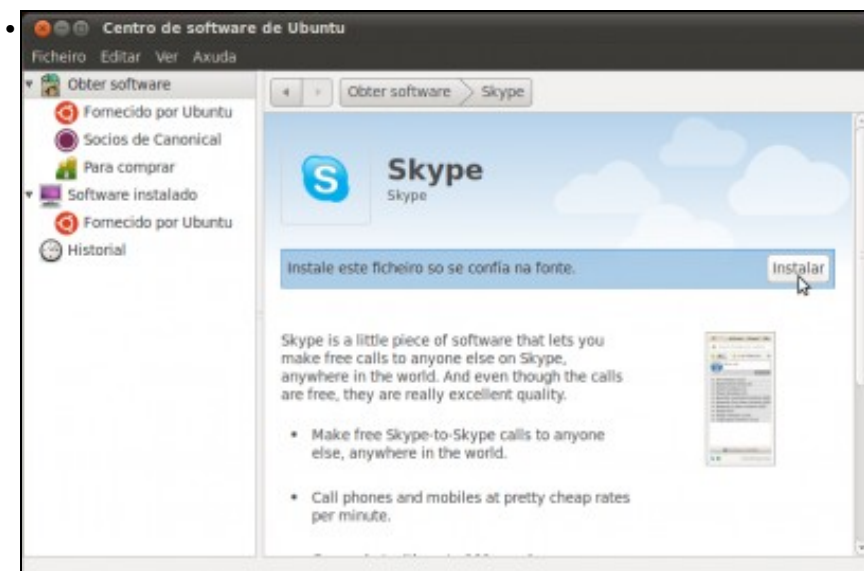 Centro de software de Ubuntu
Ficheiro Editar Ver Axuda
Obter software
Fornecido por Ubuntu
Socios de Canonical
Para comprar
Software instalado
Fornecido por Ubuntu
Historial
Obter software Skype
Skype
Skype
Instale este ficheiro so se confía na fonte.
Instalar
Skype is a little piece of software that lets you
make free calls to anyone else on Skype,
anywhere in the world. And even though the calls
are free, they are really excellent quality.
• Make free Skype-to-Skype calls to anyone
else, anywhere in the world.
• Call phones and mobiles at pretty cheap rates
per minute.